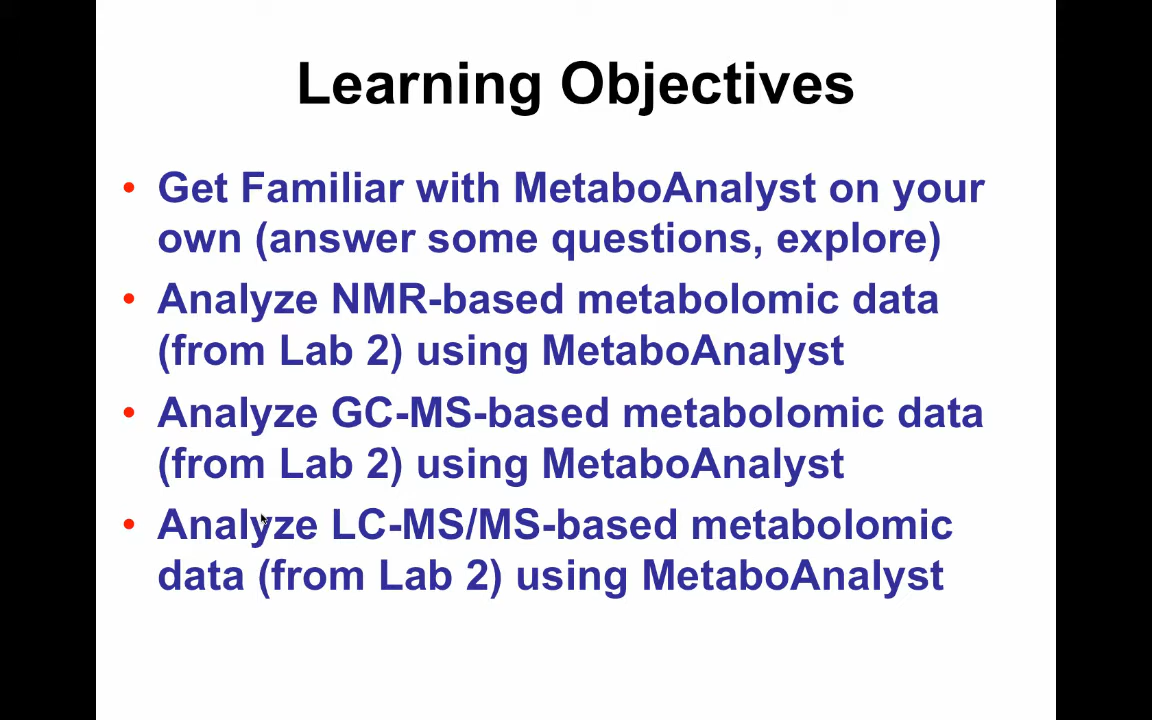 Learning Objectives
• Get Familiar with MetaboAnalyst on your
own (answer some questions, explore)
• Analyze NMR-based metabolomic data
(from Lab 2) using MetaboAnalyst
• Analyze GC-MS-based metabolomic data
(from Lab 2) using MetaboAnalyst
• Analyze LC-MS/MS-based metabolomic
data (from Lab 2) using MetaboAnalyst